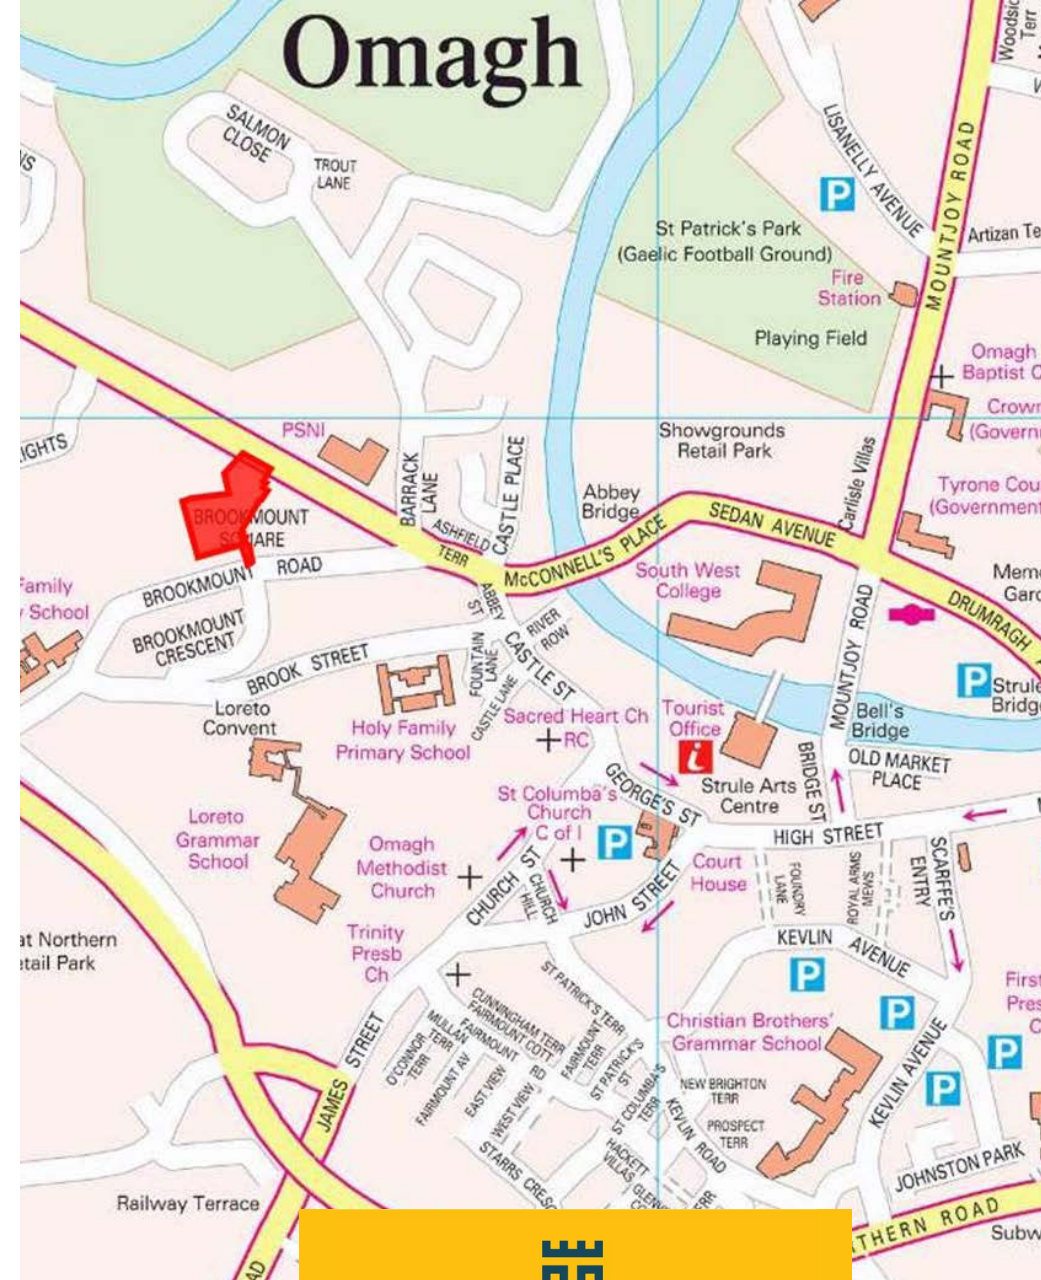 Omagh
SALMON
CLOSE
TROUT
LANE
LISANELLY AVENUE
MOUNTJOY ROAD
Woodside
Terr
Artizan Te
St Patrick's Park
(Gaelic Football Ground)
Fire
Station
Playing Field
Omagh
Baptist C
Crown
(Governm
PSNI
IGHTS
Showgrounds
Retail Park
Carlisle Villas
Tyrone Cou
(Government
BARRACK
LANE
CASTLE PLACE
ASHFIELD
TERR
Abbey
Bridge
McCONNELL'S PLACE
SEDAN AVENUE
BROOKMOUNT
SQUARE
BROOKMOUNT ROAD
BROOKMOUNT
CRESCENT
Family
y School
BROOK STREET
ABBEY
ST
RIVER
ROW
FOUNTAIN
LANE
CASTLE ST
CASTLE LANE
South West
College
MOUNTJOY ROAD
Memo
Gard
DRUMRAGH A
Strule
Bridg
Loreto
Convent
Holy Family
Primary School
Sacred Heart Ch
RC
Tourist
Office
i
Bell's
Bridge
OLD MARKET
PLACE
BRIDGE ST
Strule Arts
Centre
GEORGE'S ST
St Columba's
Church
C of I
Loreto
Grammar
School
Omagh
Methodist
Church
CHURCH ST
CHURCH
HILL
JOHN STREET
Court
House
HIGH STREET
FOUNDRY
LANE
ROYAL ARMS
MEWS
SCARFFE'S
ENTRY
Trinity
Presb
Ch
at Northern
etail Park
KEVLIN AVENUE
ST PATRICK'S TERR
CUNNINGHAM TERR
FAIRMOUNT COTT
FAIRMOUNT
RD
MULLAN
TERR
O'CONNOR
TERR
FAIRMOUNT AV
EAST VIEW
WEST VIEW
FAIRMOUNT
TERR
ST PATRICK'S
ST
ST COLUMBA'S
TERR
Christian Brothers'
Grammar School
NEW BRIGHTON
TERR
PROSPECT
TERR
KEVLIN ROAD
KEVLIN AVENUE
First
Pres
C
JAMES STREET
STARRS CRESC
HACKETT
VILLAS
JOHNSTON PARK
Railway Terrace
THERN ROAD
Subw
AD
P
P
P
P
P
P
P